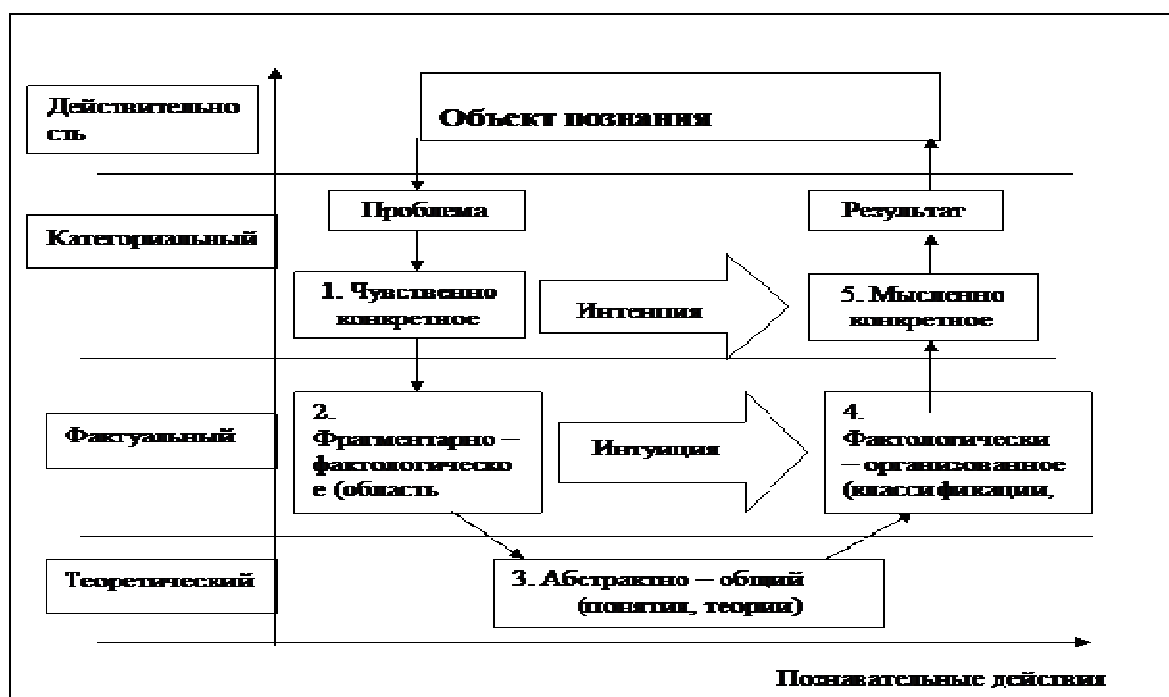 Действительно
сть
Объект познания
Проблема
Результат
Категориальный
1. Чувственно
конкретное
Интенция
5. Мысленно
конкретное
Фактуальный
2.
Фрагментарно –
фактологическо
е (область
Интуиция
4.
Фактологически
– организованное
(классификации,
Теоретический
3. Абстрактно – общий
(понятия, теории)
Познавательные действия